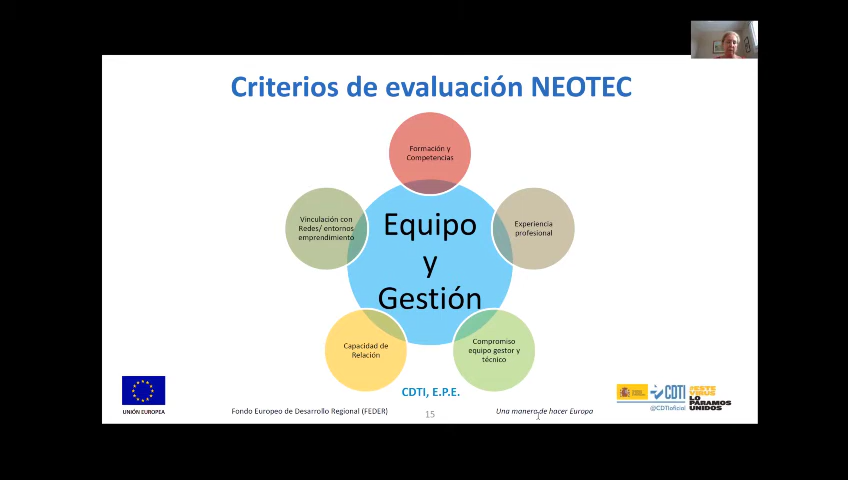 Criterios de evaluación NEOTEC
Formación y
Competencias
Vinculación con
Redes/ entornos
emprendimiento
Equipo
y
Gestión
Experiencia
profesional
Capacidad de
Relación
Compromiso
equipo gestor y
técnico
CDTI, E.P.E.
UNIÓN EUROPEA
Fondo Europeo de Desarrollo Regional (FEDER)
15
Una manera de hacer Europa
CDTI
@CDTIoficial
#ESTE
VIRUS
LO
PARAMOS
UNIDOS